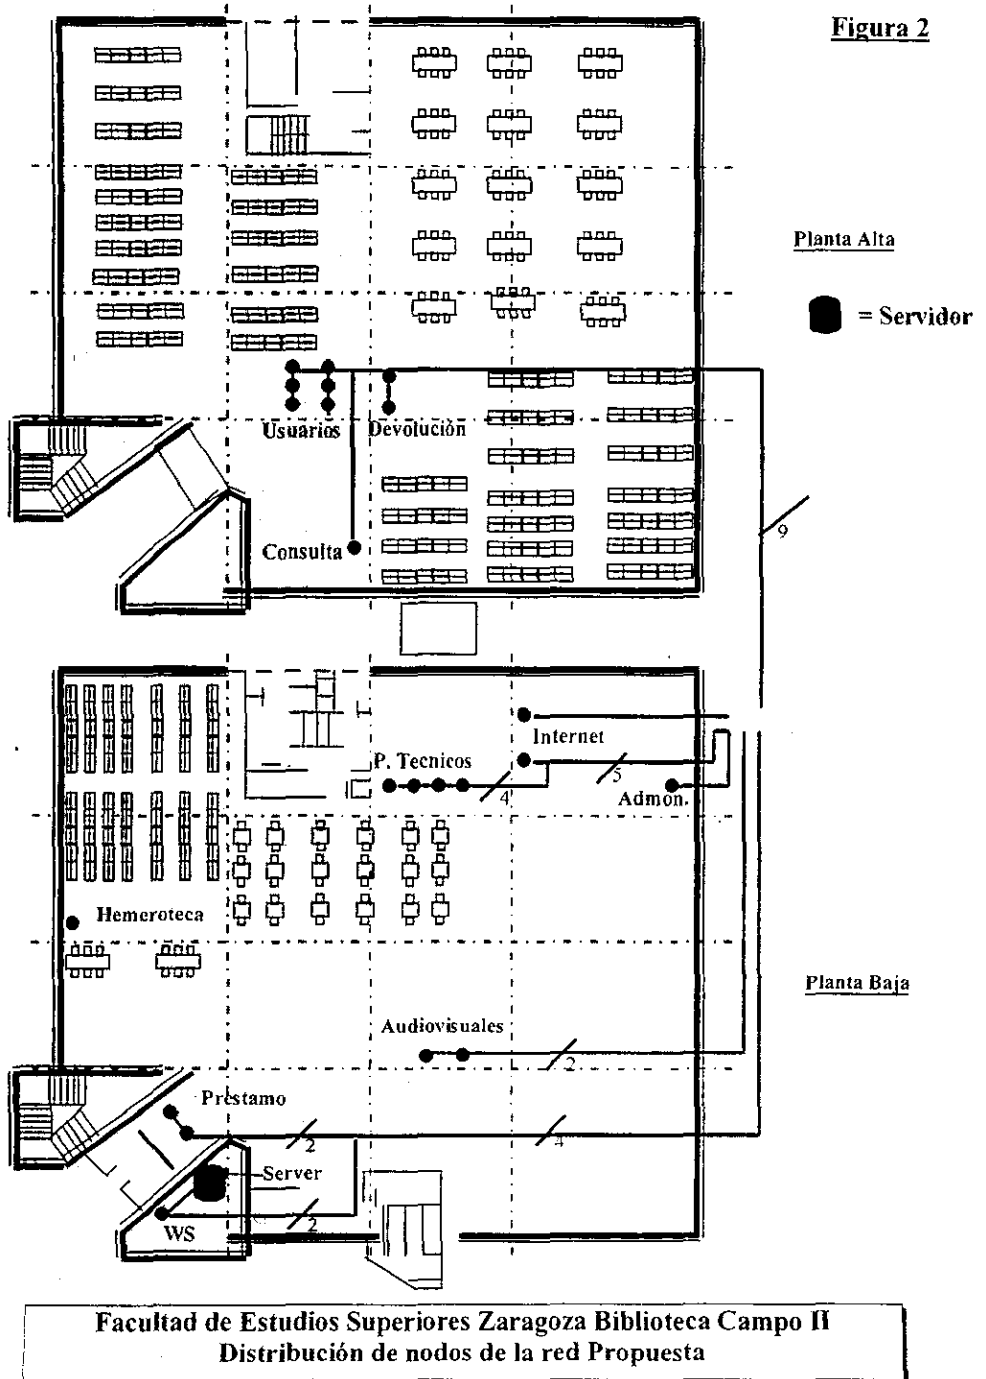 Figura 2
Planta Alta
= Servidor
Usuarios
Devolución
Consulta
9
Internet
P. Tecnicos
5
4
Admon.
Hemeroteca
Planta Baja
Audiovisuales
2
Préstamo
2
4
Server
2
WS
Facultad de Estudios Superiores Zaragoza Biblioteca Campo II
Distribución de nodos de la red Propuesta